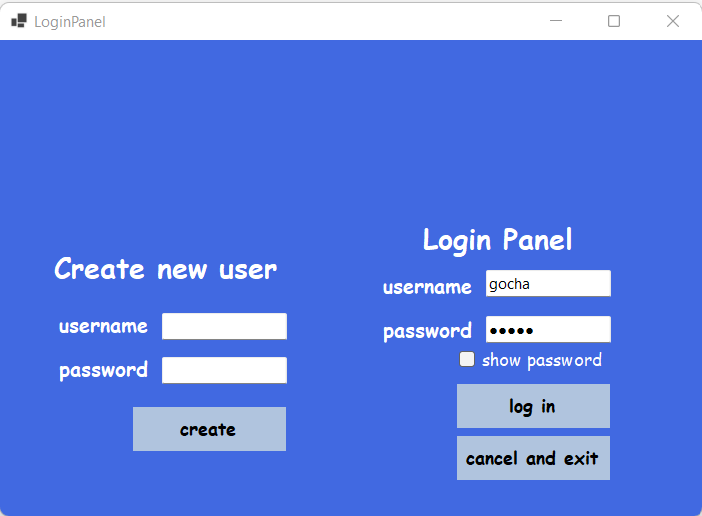 LoginPanel
Create new user
username
password
create
Login Panel
username gocha
password •••••
show password
log in
cancel and exit